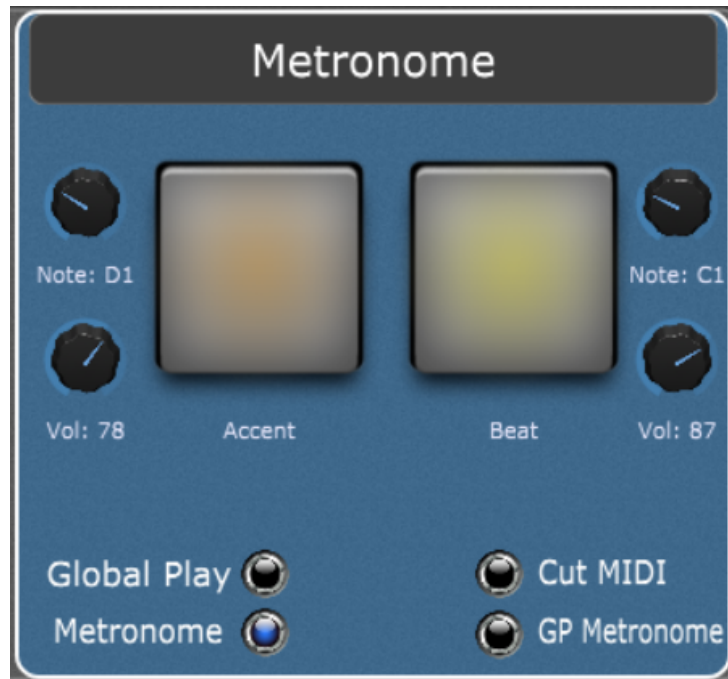 Metronome
Note: D1
Note: C1
Vol: 78
Accent
Beat
Vol: 87
Global Play
Cut MIDI
Metronome
GP Metronome